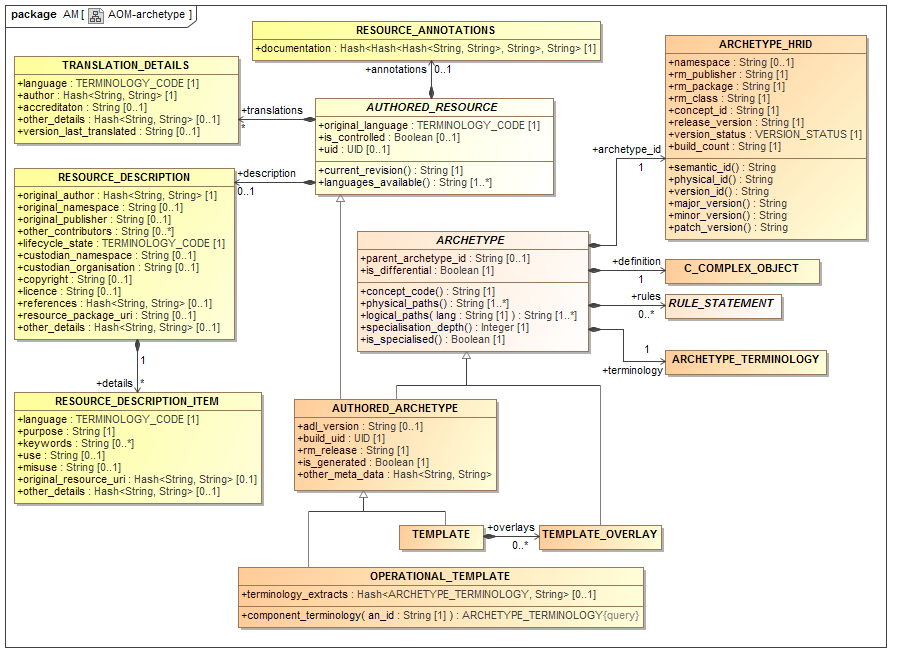 package AM [ AOM-archetype ]
RESOURCE_ANNOTATIONS
+documentation : Hash<Hash<Hash<String, String>, String>, String> [1]
+annotations 0..1
TRANSLATION_DETAILS
+language : TERMINOLOGY_CODE [1]
+author : Hash<String, String> [1]
+accreditaton : String [0..1]
+other_details : Hash<String, String> [0..1]
+version_last_translated : String [0..1]
+translations
*
AUTHORED_RESOURCE
+original_language : TERMINOLOGY_CODE [1]
+is_controlled : Boolean [0..1]
+uid : UID [0..1]
+current_revision() : String [1]
+languages_available() : String [1..*]
+description
0..1
ARCHETYPE_HRID
+namespace : String [0..1]
+rm_publisher : String [1]
+rm_package : String [1]
+rm_class : String [1]
+concept_id : String [1]
+release_version : String [1]
+version_status : VERSION_STATUS [1]
+build_count : String [1]
+semantic_id() : String
+physical_id() : String
+version_id() : String
+major_version() : String
+minor_version() : String
+patch_version() : String
+archetype_id
1
RESOURCE_DESCRIPTION
+original_author : Hash<String, String> [1]
+original_namespace : String [0..1]
+original_publisher : String [0..1]
+other_contributors : String [0..*]
+lifecycle_state : TERMINOLOGY_CODE [1]
+custodian_namespace : String [0..1]
+custodian_organisation : String [0..1]
+copyright : String [0..1]
+licence : String [0..1]
+references : Hash<String, String> [0..1]
+resource_package_uri : String [0..1]
+other_details : Hash<String, String> [0..1]
1
+details *
ARCHETYPE
+parent_archetype_id : String [0..1]
+is_differential : Boolean [1]
+concept_code() : String [1]
+physical_paths() : String [1..*]
+logical_paths( lang : String [1] ) : String [1..*]
+specialisation_depth() : Integer [1]
+is_specialised() : Boolean [1]
+definition
1
C_COMPLEX_OBJECT
+rules
0..*
RULE_STATEMENT
1
+terminology
ARCHETYPE_TERMINOLOGY
RESOURCE_DESCRIPTION_ITEM
+language : TERMINOLOGY_CODE [1]
+purpose : String [1]
+keywords : String [0..*]
+use : String [0..1]
+misuse : String [0..1]
+original_resource_uri : Hash<String, String> [0.1]
+other_details : Hash<String, String> [0..1]
AUTHORED_ARCHETYPE
+adl_version : String [0..1]
+build_uid : UID [1]
+rm_release : String [1]
+is_generated : Boolean [1]
+other_meta_data : Hash<String, String>
TEMPLATE
+overlays
0..*
TEMPLATE_OVERLAY
OPERATIONAL_TEMPLATE
+terminology_extracts : Hash<ARCHETYPE_TERMINOLOGY, String> [0..1]
+component_terminology( an_id : String [1] ) : ARCHETYPE_TERMINOLOGY{query}